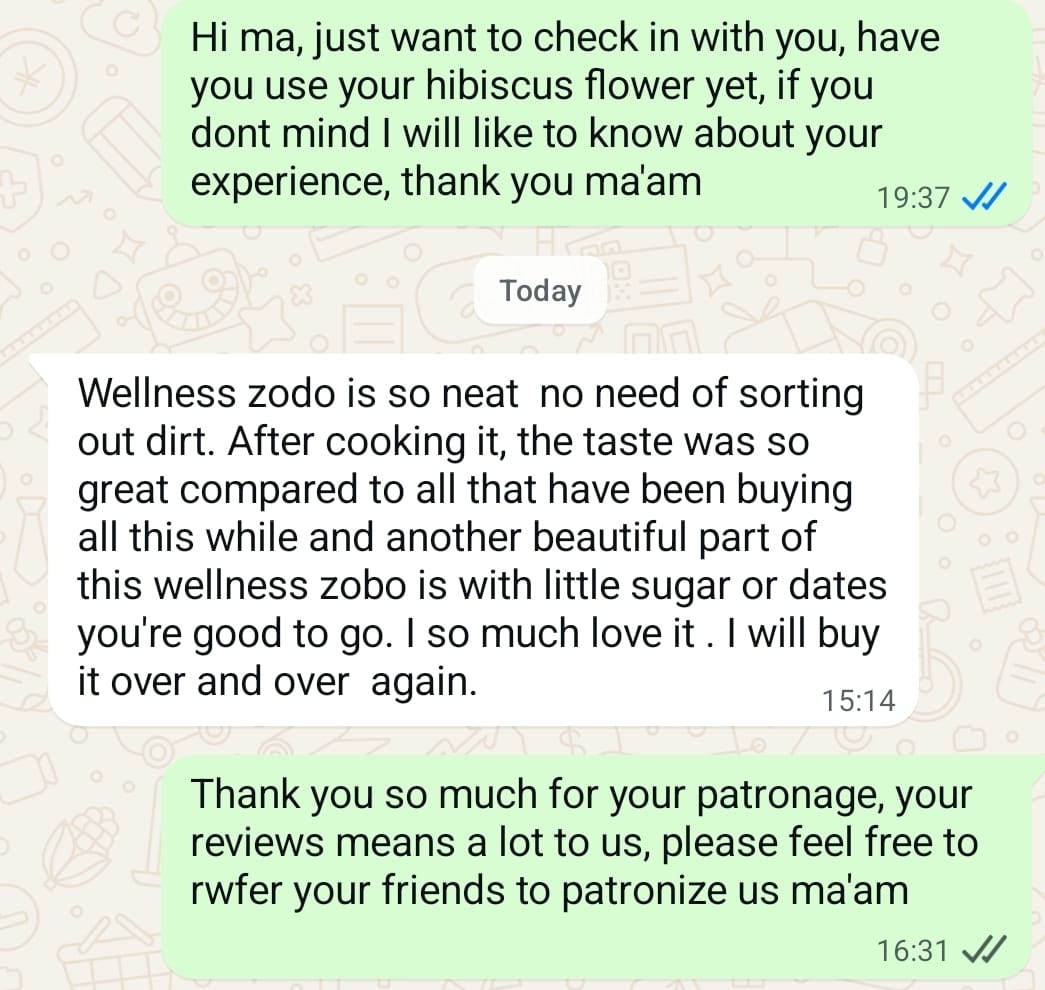 Hi ma, just want to check in with you, have
you use your hibiscus flower yet, if you
dont mind I will like to know about your
experience, thank you ma'am
19:37
Today
Wellness zodo is so neat  no need of sorting
out dirt. After cooking it, the taste was so
great compared to all that have been buying
all this while and another beautiful part of
this wellness zobo is with little sugar or dates
you're good to go. I so much love it . I will buy
it over and over  again.
15:14
Thank you so much for your patronage, your
reviews means a lot to us, please feel free to
rwfer your friends to patronize us ma'am
16:31